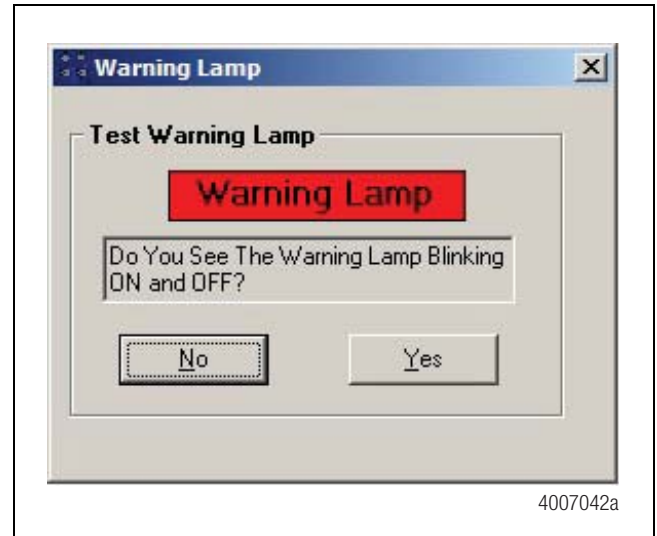 Warning Lamp
Test Warning Lamp
Warning Lamp
Do You See The Warning Lamp Blinking
ON and OFF?
No
Yes
4007042a